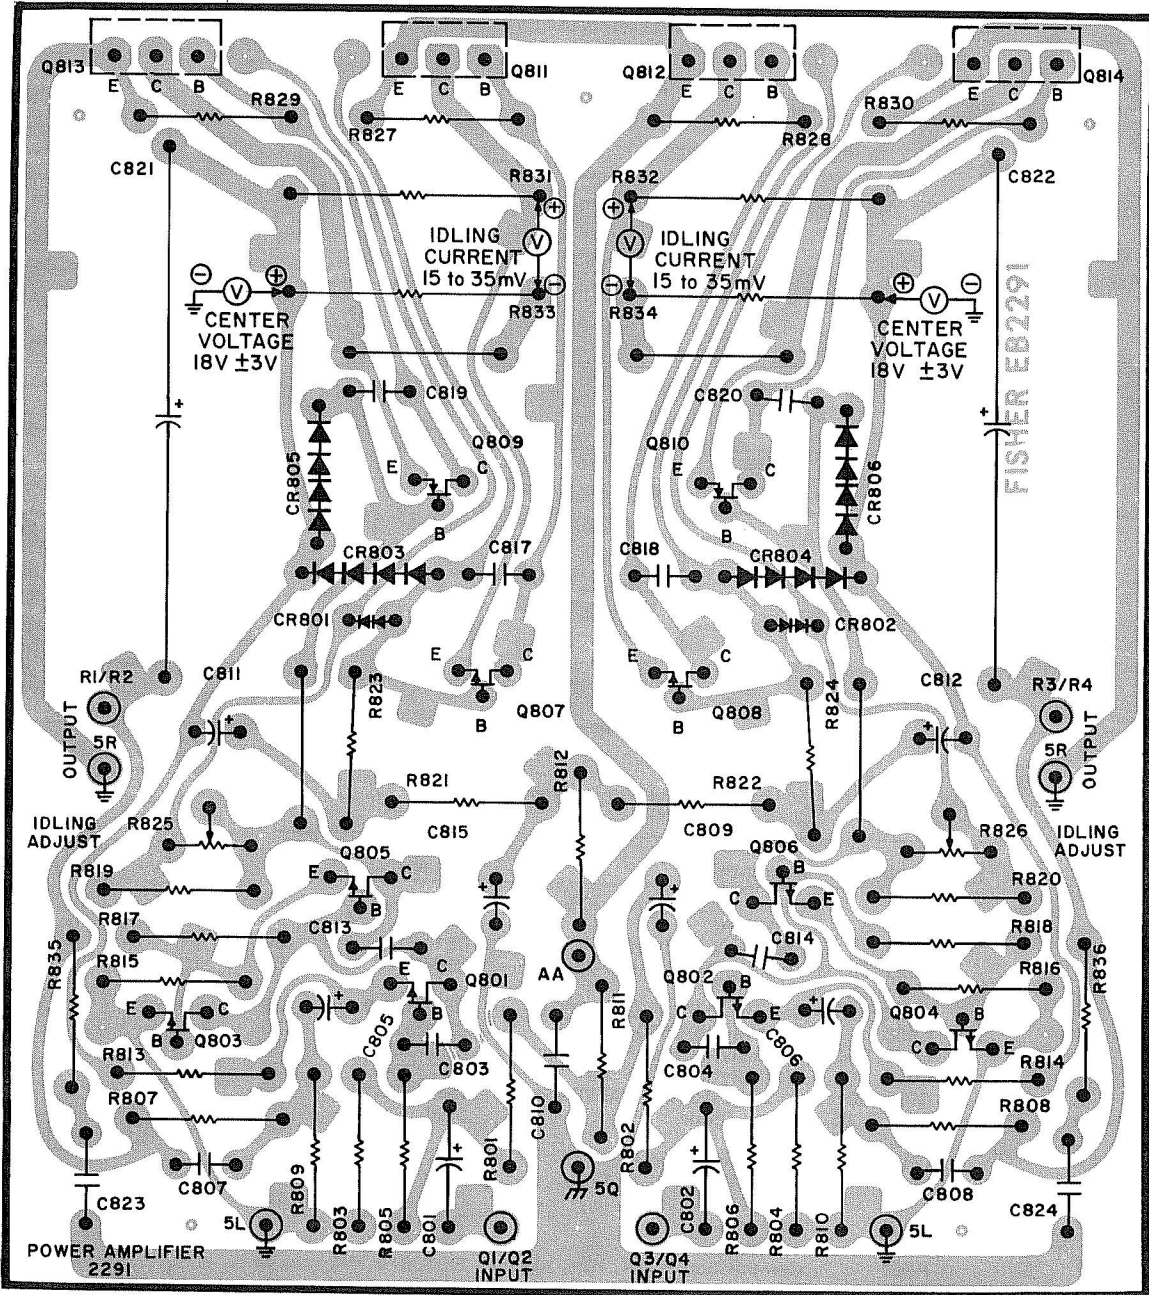 Q813
E C B
Q811
E C B
Q812
E C B
Q814
E C B
R829
R827
R828
R830
C821
C822
R831
R832
+
+
IDLING
CURRENT
15 to 35mV
V
V
IDLING
CURRENT
15 to 35mV
−
−
R833
R834
− V +
CENTER
VOLTAGE
18V ±3V
+ V −
CENTER
VOLTAGE
18V ±3V
FISHER EB2291
C819
C820
+
+
CR805
CR806
Q809
E C
B
Q810
E C
B
CR803
C817
C818
CR804
CR801
CR802
E C
B
Q807
E C
B
Q808
R1/R2
OUTPUT
5R
C811
+
R823
R824
C812
+
R3/R4
OUTPUT
5R
R821
R812
R822
C815
+
C809
+
IDLING
ADJUST
R825
R826
IDLING
ADJUST
R819
Q805
E C
B
Q806
B
C E
R820
R817
C813
C814
R818
R835
R815
E C
Q801
B
AA
R811
Q802
B
C E
R816
R836
E C
B Q803
+
C805
C803
C804
C806
+
Q804
B
C E
R813
R814
R807
R808
C810
R801
R802
C807
C808
C823
C824
R809
R803
R805
C801
+
5Q
C802
+
R806
R804
R810
5L
5L
Q1/Q2
INPUT
Q3/Q4
INPUT
POWER AMPLIFIER
2291